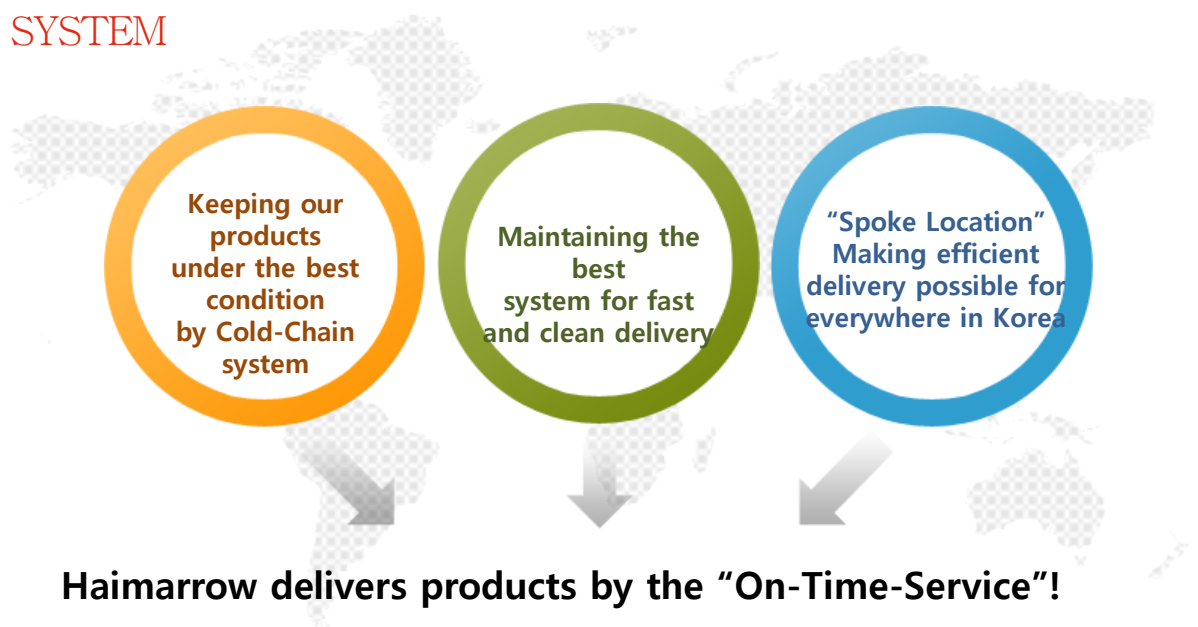 SYSTEM
Keeping our
products
under the best
condition
by Cold-Chain
system
Maintaining the
best
system for fast
and clean delivery
“Spoke Location”
Making efficient
delivery possible for
everywhere in Korea
Haimarrow delivers products by the “On-Time-Service”!